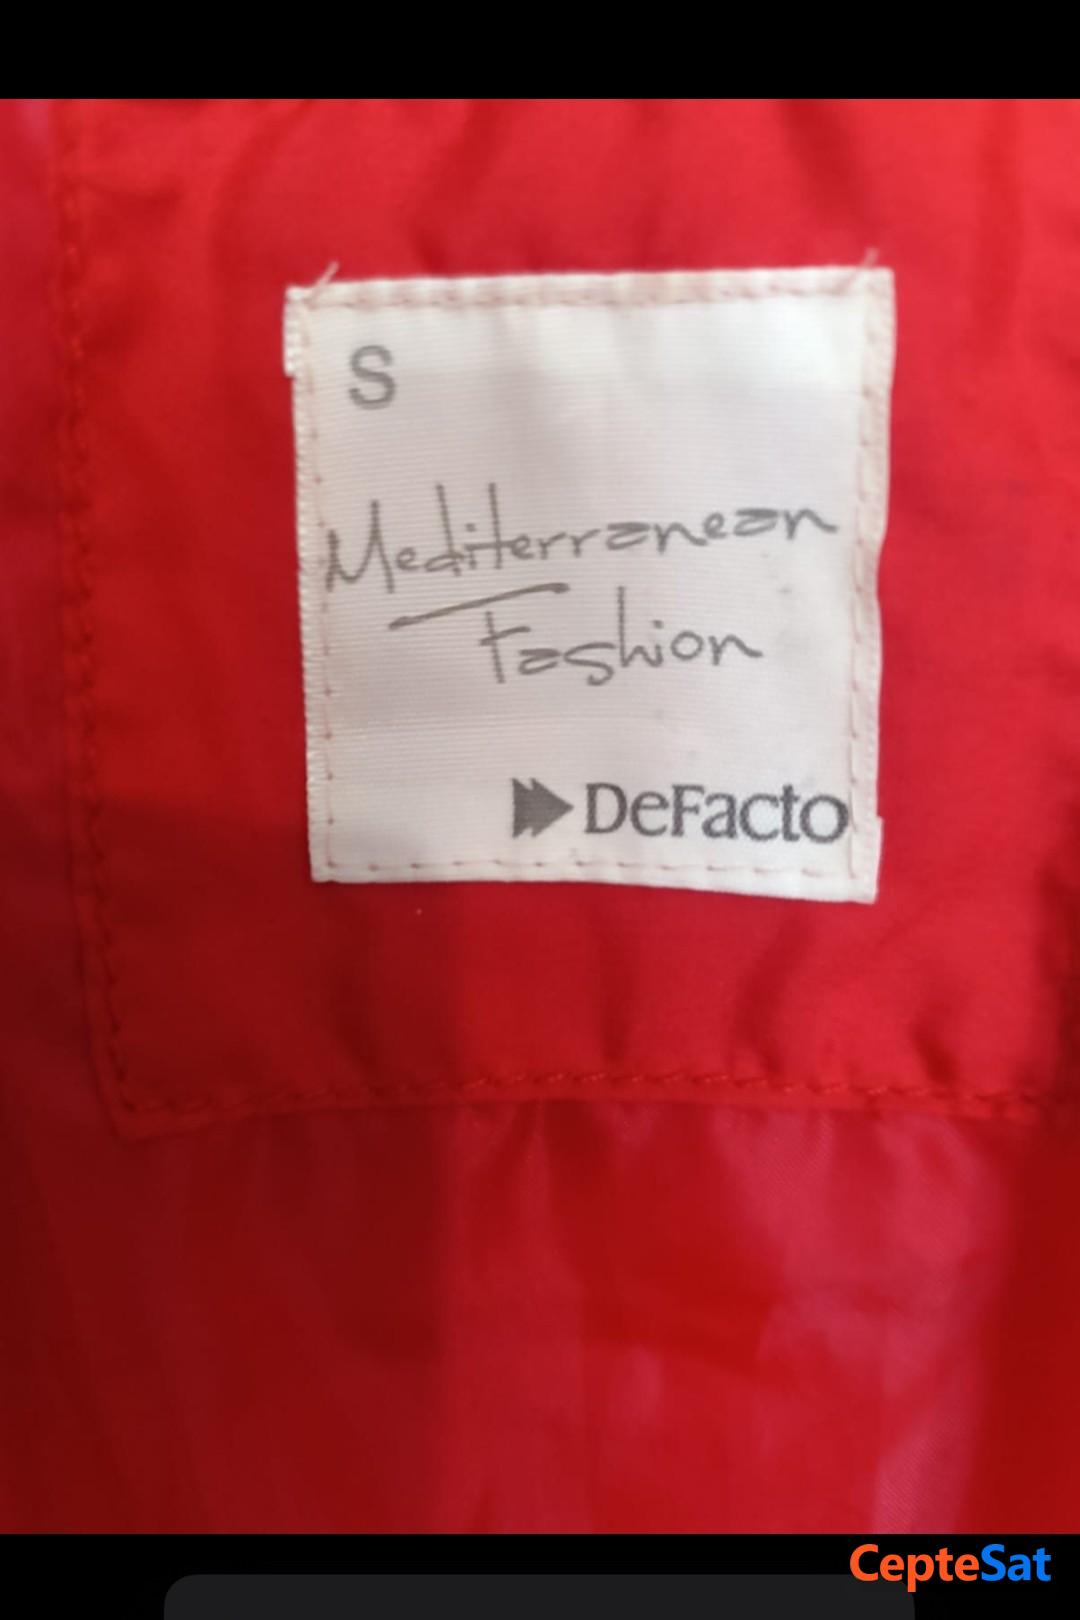 S
Mediterranean
Fashion
DeFacto
CepteSat